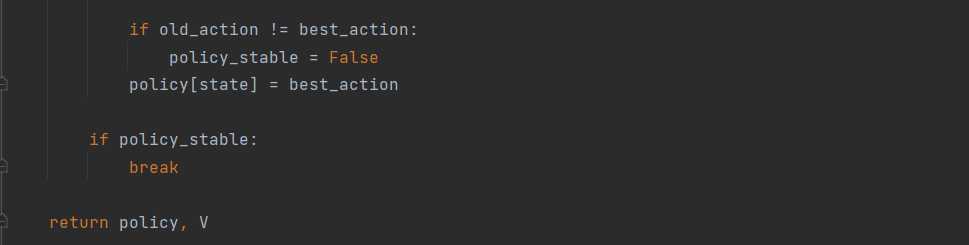 if old_action != best_action:
policy_stable = False
policy[state] = best_action
if policy_stable:
break
return policy, V